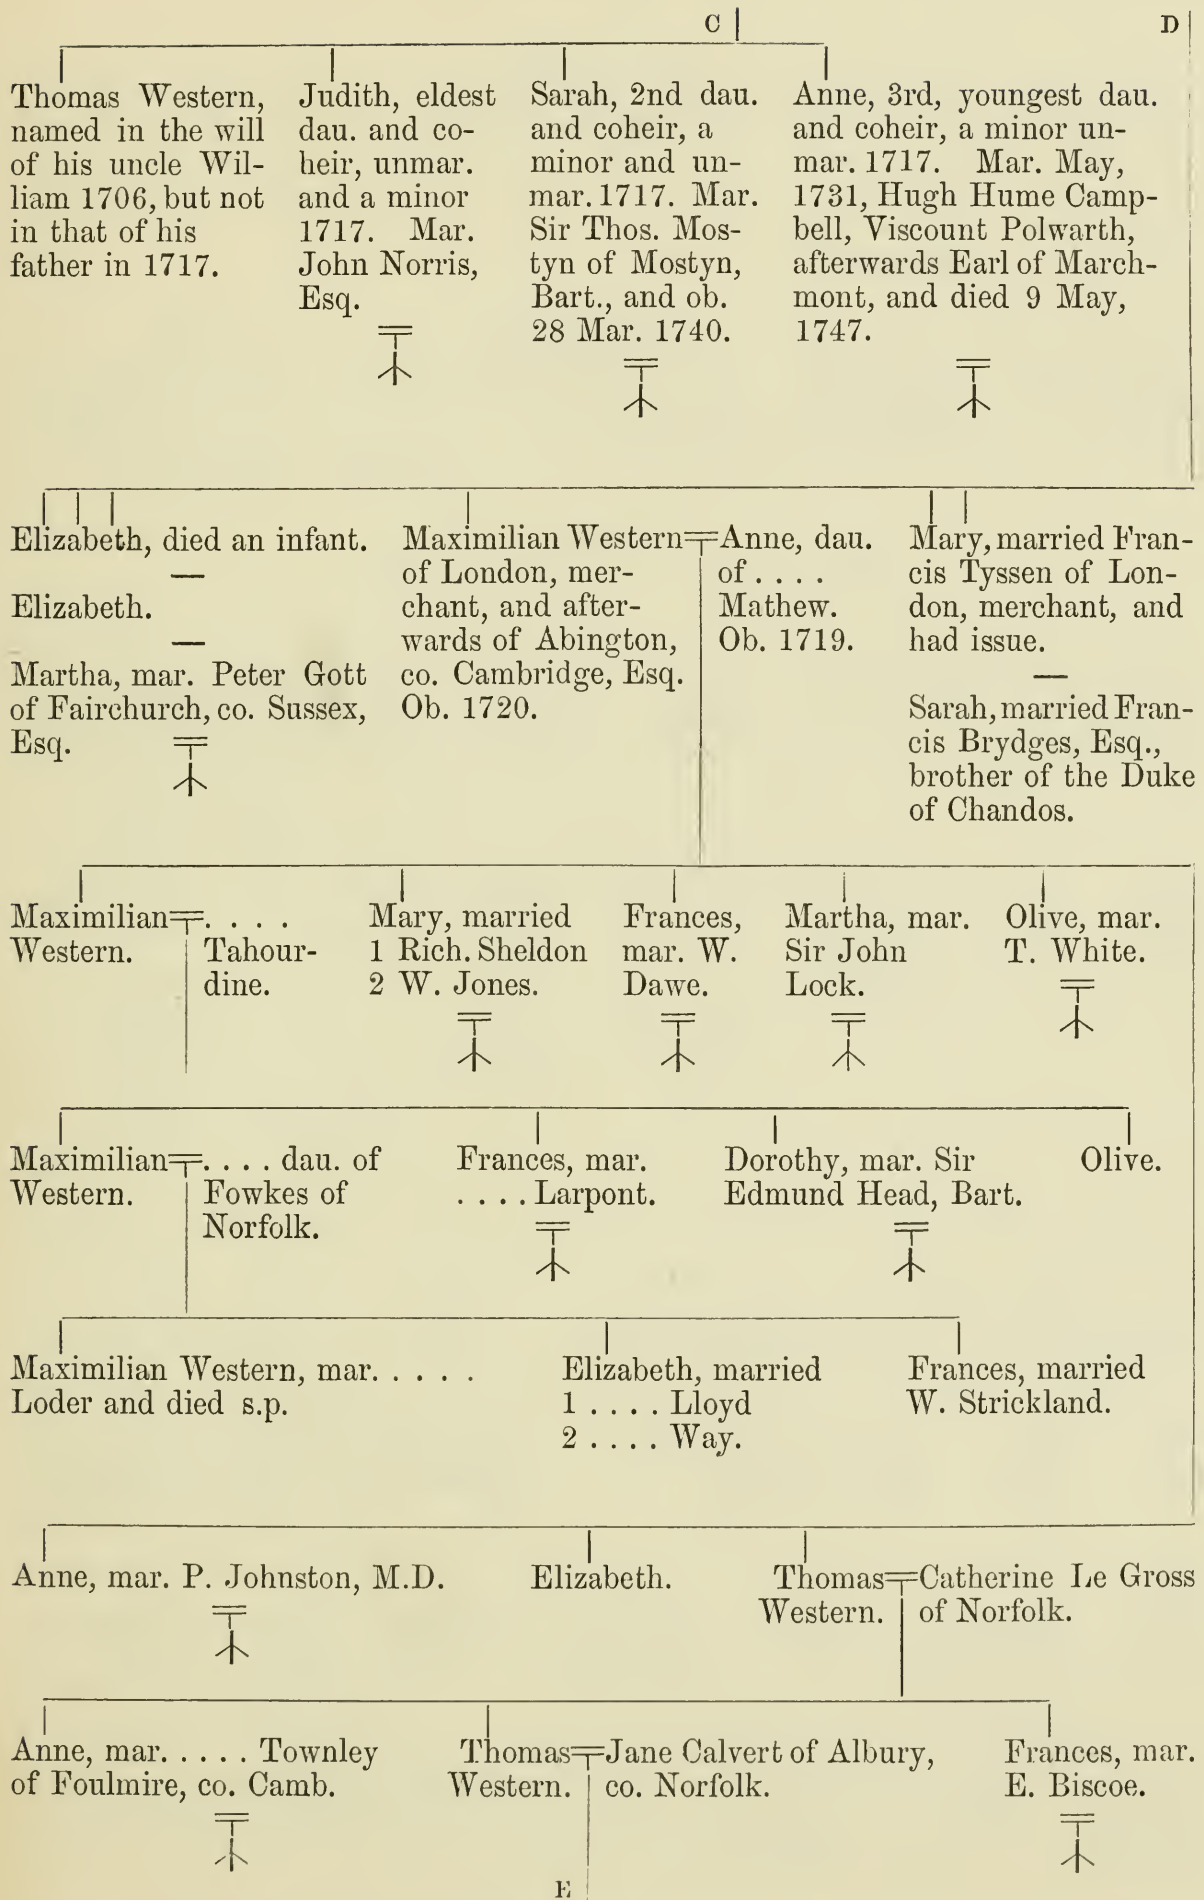 C
D
Thomas Western,
named in the will
of his uncle Wil-
liam 1706, but not
in that of his
father in 1717.
Judith, eldest
dau. and co-
heir, unmar.
and a minor
1717. Mar.
John Norris,
Esq.
Sarah, 2nd dau.
and coheir, a
minor and un-
mar. 1717. Mar.
Sir Thos. Mos-
tyn of Mostyn,
Bart., and ob.
28 Mar. 1740.
Anne, 3rd, youngest dau.
and coheir, a minor un-
mar. 1717. Mar. May,
1731, Hugh Hume Camp-
bell, Viscount Polwarth,
afterwards Earl of March-
mont, and died 9 May,
1747.
Elizabeth, died an infant.
—
Elizabeth.
—
Martha, mar. Peter Gott
of Fairchurch, co. Sussex,
Esq.
Maximilian Western
of London, mer-
chant, and after-
wards of Abington,
co. Cambridge, Esq.
Ob. 1720.
Anne, dau.
of . . . .
Mathew.
Ob. 1719.
Mary, married Fran-
cis Tyssen of Lon-
don, merchant, and
had issue.
—
Sarah, married Fran-
cis Brydges, Esq.,
brother of the Duke
of Chandos.
Maximilian
Western.
. . . .
Tahour-
dine.
Mary, married
1 Rich. Sheldon
2 W. Jones.
Frances,
mar. W.
Dawe.
Martha, mar.
Sir John
Lock.
Olive, mar.
T. White.
Maximilian
Western.
. . . . dau. of
Fowkes of
Norfolk.
Frances, mar.
. . . . Larpont.
Dorothy, mar. Sir
Edmund Head, Bart.
Olive.
Maximilian Western, mar. . . . .
Loder and died s.p.
Elizabeth, married
1 . . . . Lloyd
2 . . . . Way.
Frances, married
W. Strickland.
Anne, mar. P. Johnston, M.D.
Elizabeth.
Thomas
Western.
Catherine Le Gross
of Norfolk.
Anne, mar. . . . . Townley
of Foulmire, co. Camb.
Thomas
Western.
Jane Calvert of Albury,
co. Norfolk.
Frances, mar.
E. Biscoe.
E